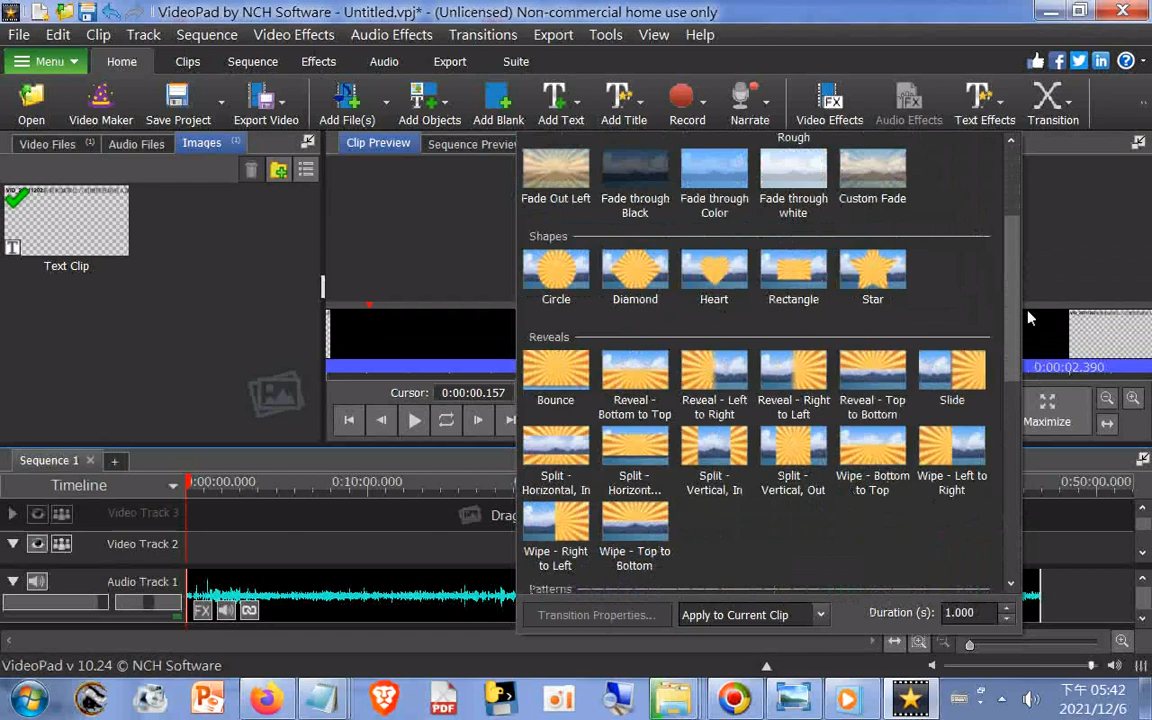 VideoPad by NCH Software - Untitled.vpj* - (Unlicensed) Non-commercial home use only
File Edit Clip Track Sequence Video Effects Audio Effects Transitions Export Tools View Help
Menu Home Clips Sequence Effects Audio Export Suite
Open Video Maker Save Project Export Video Add File(s) Add Objects Add Blank Add Text Add Title Record Narrate Video Effects Audio Effects Text Effects Transition
Video Files (1) Audio Files Images (1) Clip Preview Sequence Preview
Rough
Fade Out Left Fade through Black Fade through Color Fade through white Custom Fade
Text Clip
Shapes
Circle Diamond Heart Rectangle Star
Reveals
0:00:02.390
Bounce Reveal - Bottom to Top Reveal - Left to Right Reveal - Right to Left Reveal - Top to Bottom Slide
Cursor: 0:00:00.157
Maximize
Split - Horizontal, In Split - Horizont... Split - Vertical, In Split - Vertical, Out Wipe - Bottom to Top Wipe - Left to Right
Wipe - Right to Left Wipe - Top to Bottom
Patterns
Transition Properties... Apply to Current Clip Duration (s): 1.000
Sequence 1
Timeline 0:00:00.000 0:10:00.000 0:50:00.000
Video Track 3 Drag
Video Track 2
Audio Track 1
FX
VideoPad v 10.24 © NCH Software
PDF
下午 05:42
2021/12/6